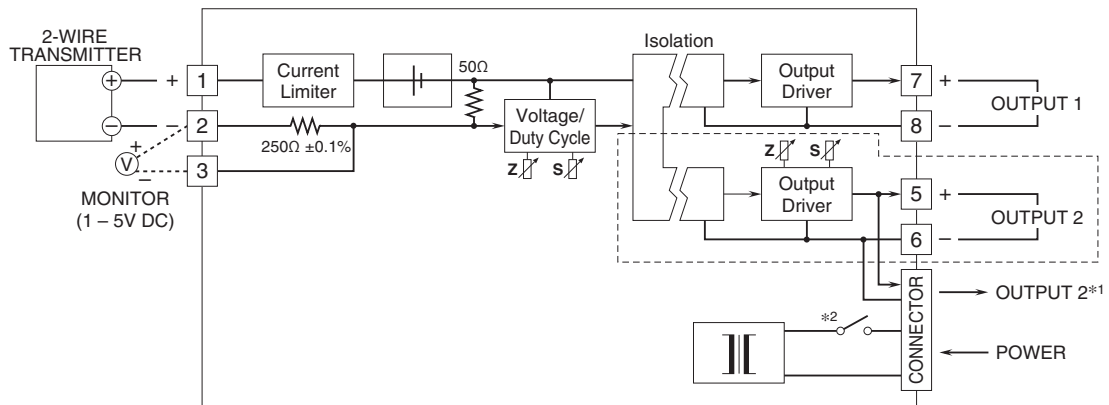 2-WIRE
TRANSMITTER
+
−
+
−
1
2
3
+
V
−
MONITOR
(1 – 5V DC)
Current
Limiter
250Ω ±0.1%
50Ω
Voltage/
Duty Cycle
Z
S
Isolation
Output
Driver
7
8
+
−
OUTPUT 1
Z
S
Output
Driver
5
6
+
−
OUTPUT 2
CONNECTOR
OUTPUT 2*1
*2
POWER